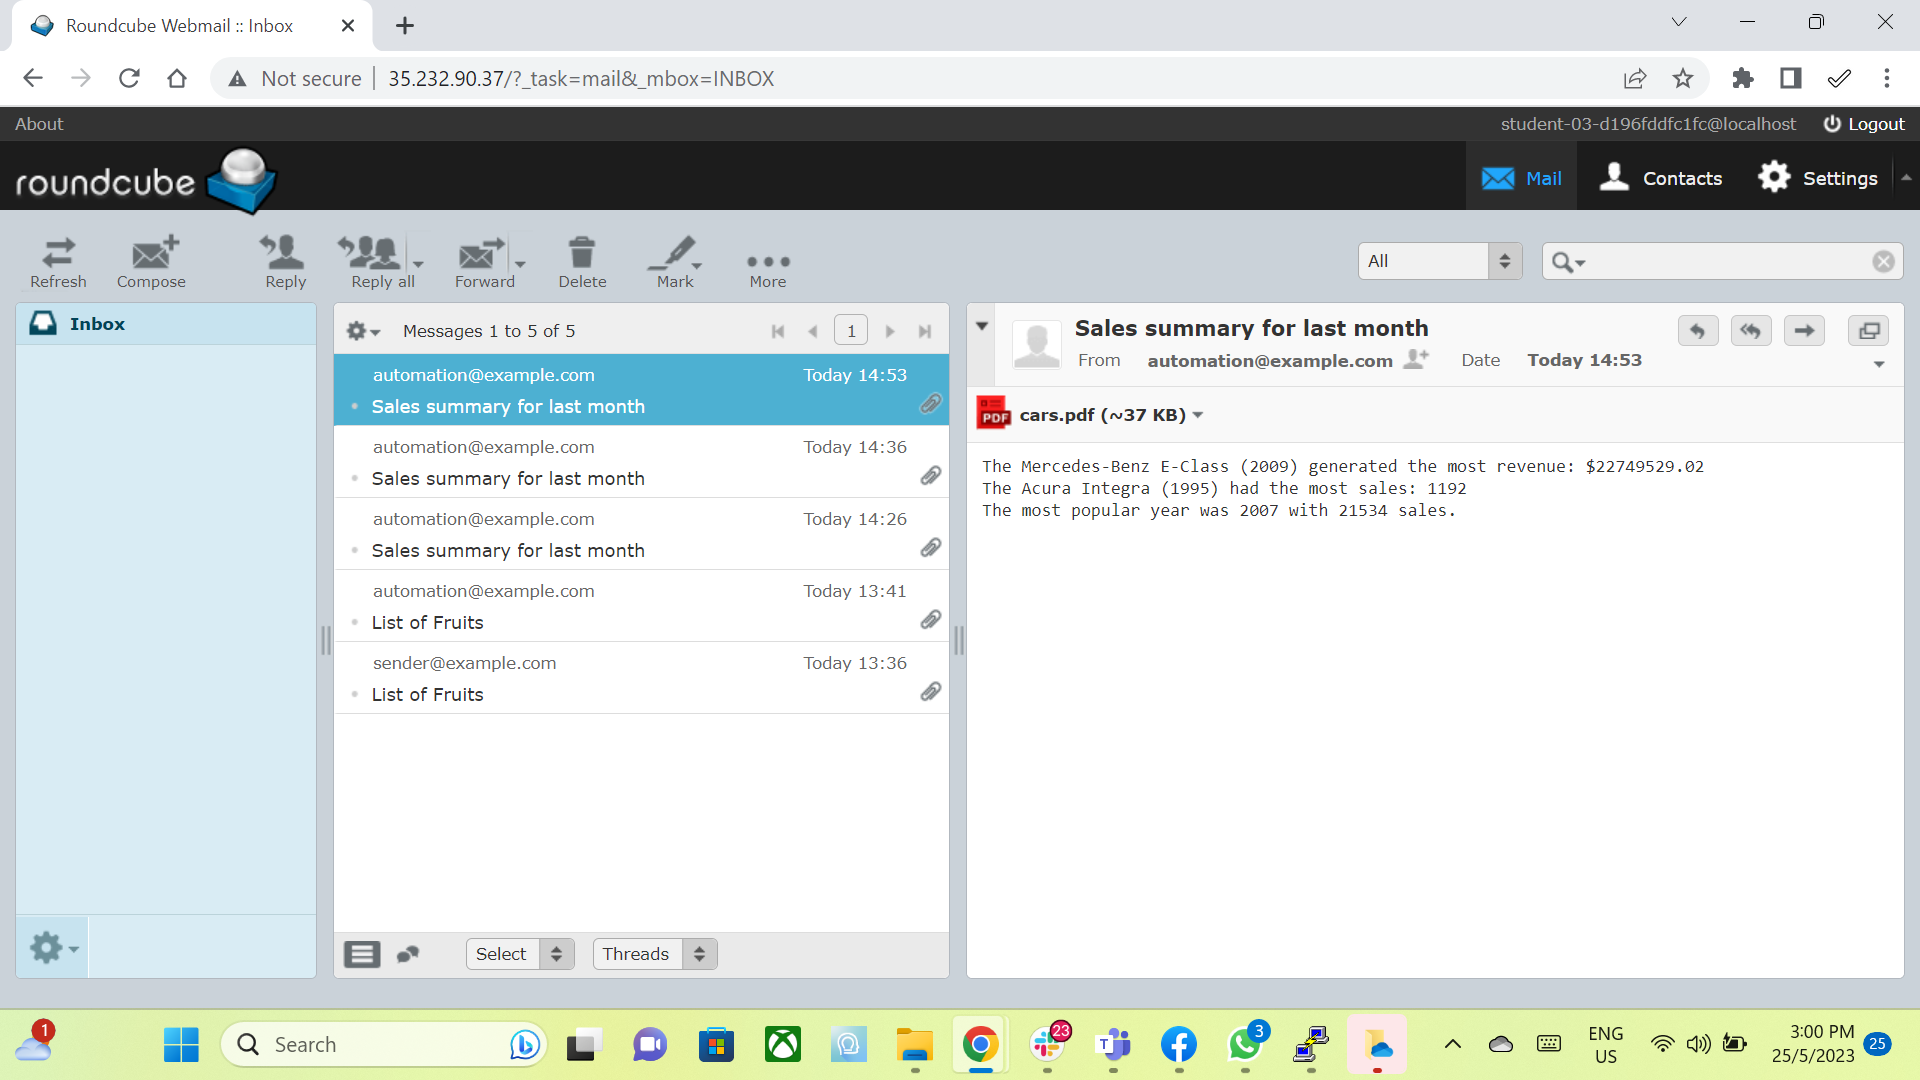 Roundcube Webmail :: Inbox
Not secure | 35.232.90.37/?_task=mail&_mbox=INBOX
About
student-03-d196fddfc1fc@localhost
Logout
roundcube
Mail
Contacts
Settings
Refresh
Compose
Reply
Reply all
Forward
Delete
Mark
More
All
Inbox
Messages 1 to 5 of 5
1
automation@example.com Today 14:53
Sales summary for last month
automation@example.com Today 14:36
Sales summary for last month
automation@example.com Today 14:26
Sales summary for last month
automation@example.com Today 13:41
List of Fruits
sender@example.com Today 13:36
List of Fruits
Select
Threads
Sales summary for last month
From automation@example.com Date Today 14:53
PDF
cars.pdf (~37 KB)
The Mercedes-Benz E-Class (2009) generated the most revenue: $22749529.02
The Acura Integra (1995) had the most sales: 1192
The most popular year was 2007 with 21534 sales.
1
Search
23
T
3
ENG
US
3:00 PM
25/5/2023
25